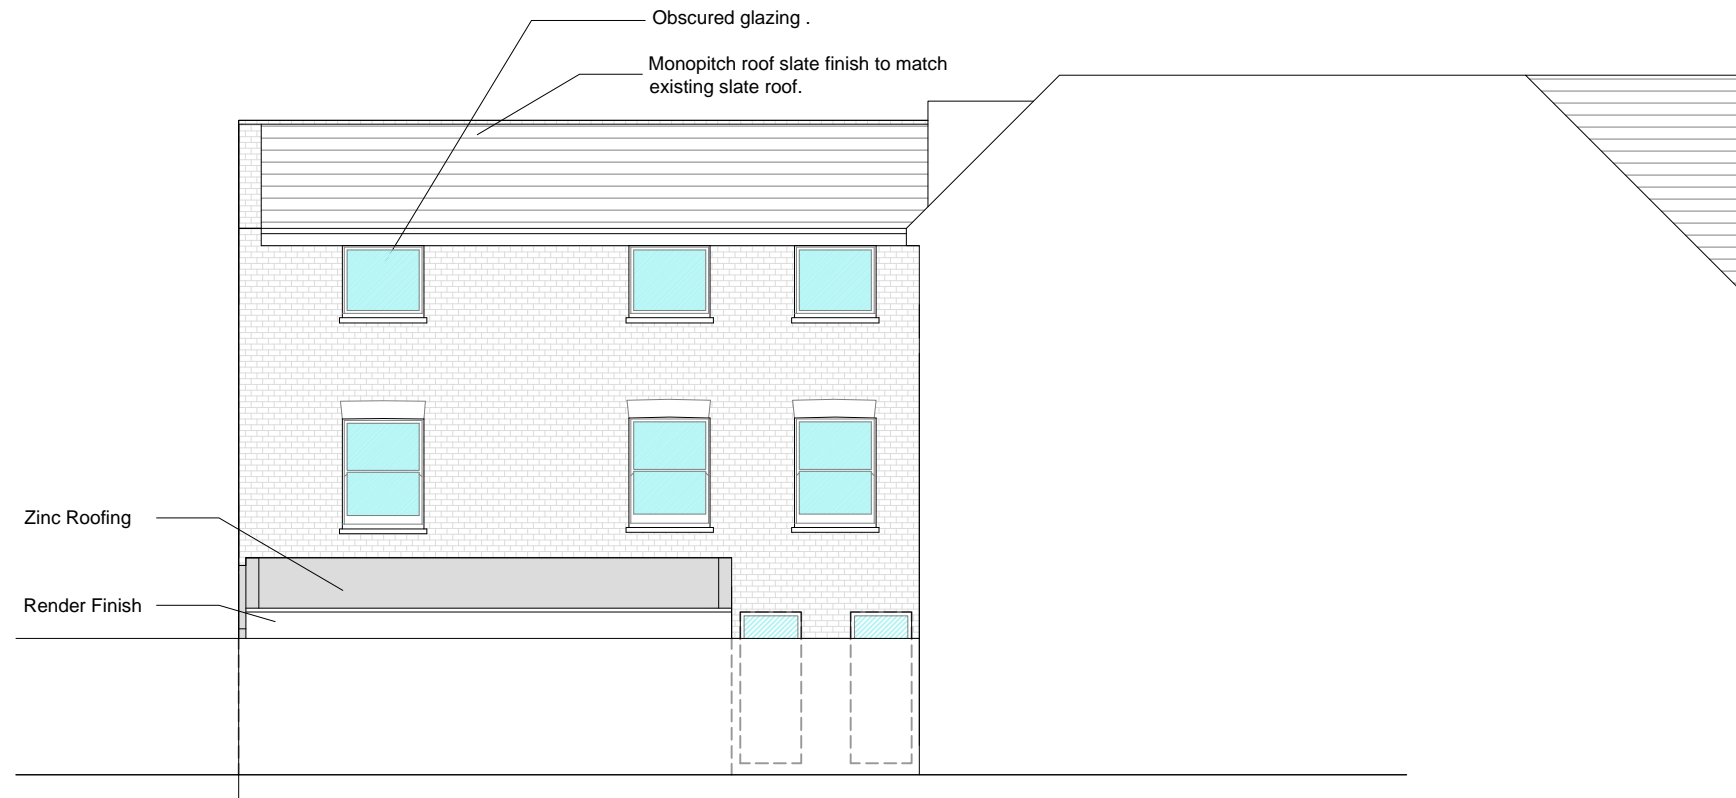 Obscured glazing .
Monopitch roof slate finish to match
existing slate roof.
Zinc Roofing
Render Finish